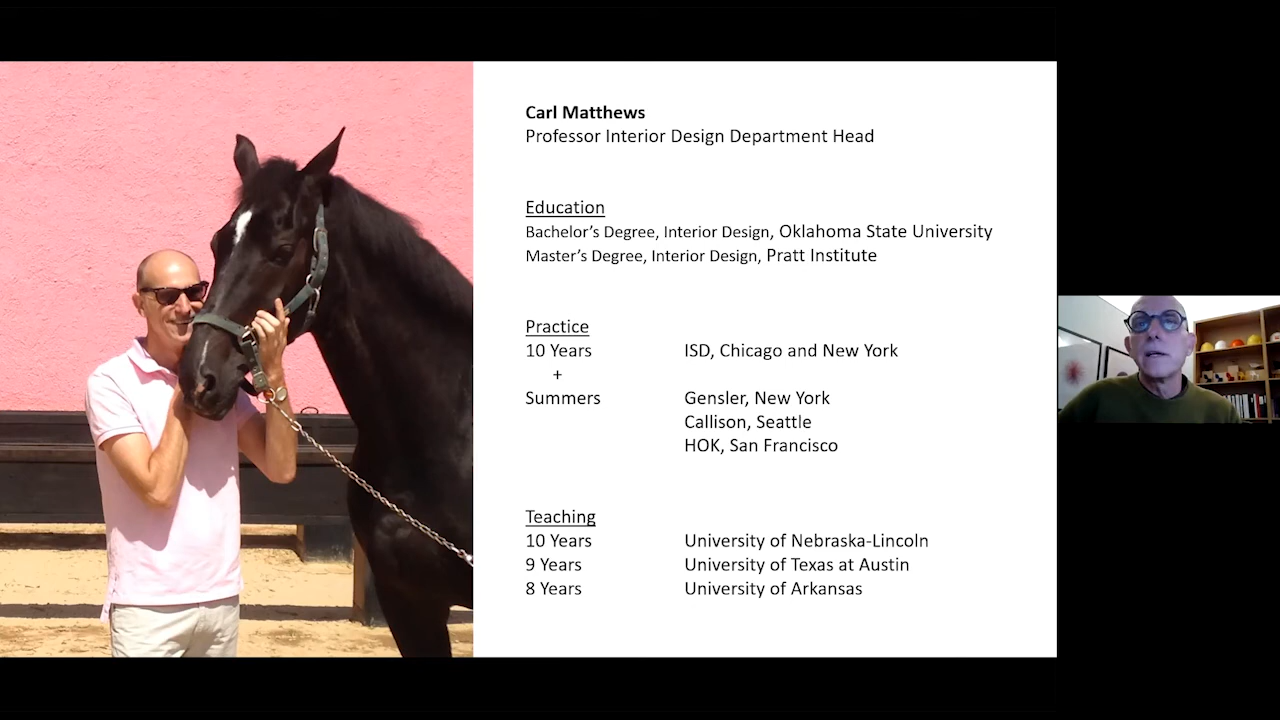 Carl Matthews
Professor Interior Design Department Head
Education
Bachelor's Degree, Interior Design, Oklahoma State University
Master's Degree, Interior Design, Pratt Institute
Practice
10 Years ISD, Chicago and New York
+
Summers Gensler, New York
Callison, Seattle
HOK, San Francisco
Teaching
10 Years University of Nebraska-Lincoln
9 Years University of Texas at Austin
8 Years University of Arkansas